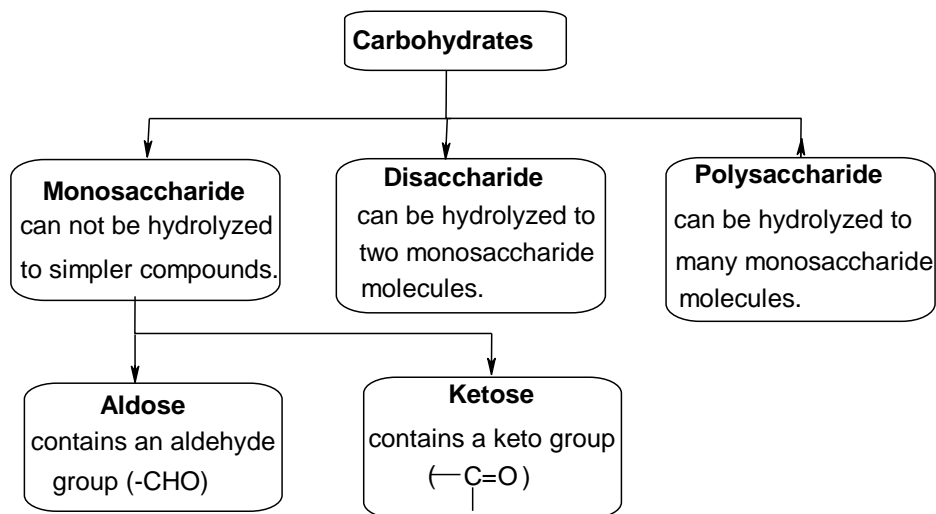 Carbohydrates
Monosaccharide
can not be hydrolyzed
to simpler compounds.
Disaccharide
can be hydrolyzed to
two monosaccharide
molecules.
Polysaccharide
can be hydrolyzed to
many monosaccharide
molecules.
Aldose
contains an aldehyde
group (-CHO)
Ketose
contains a keto group
(—C=O)